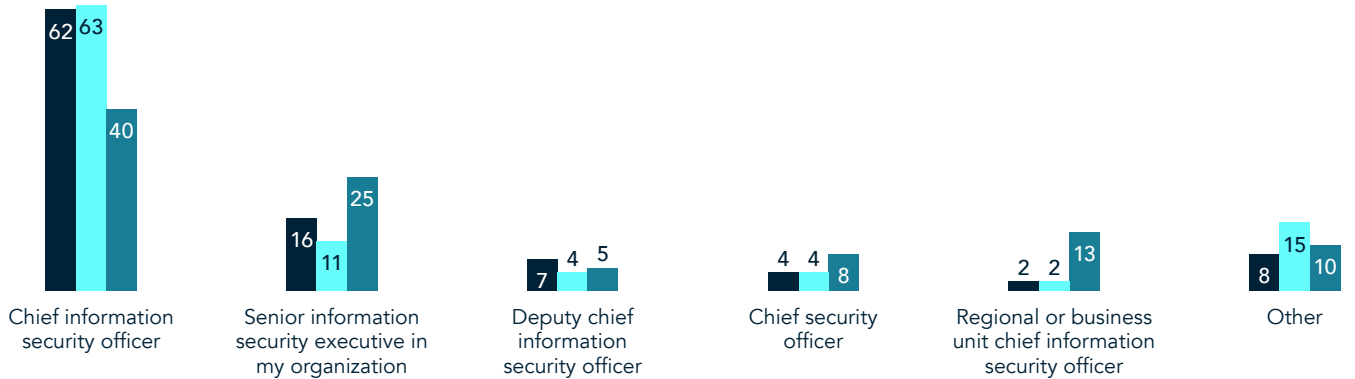 62 63 40
16 11 25
7 4 5
4 4 8
2 2 13
8 15 10
Chief information
security officer
Senior information
security executive in
my organization
Deputy chief
information
security officer
Chief security
officer
Regional or business
unit chief information
security officer
Other